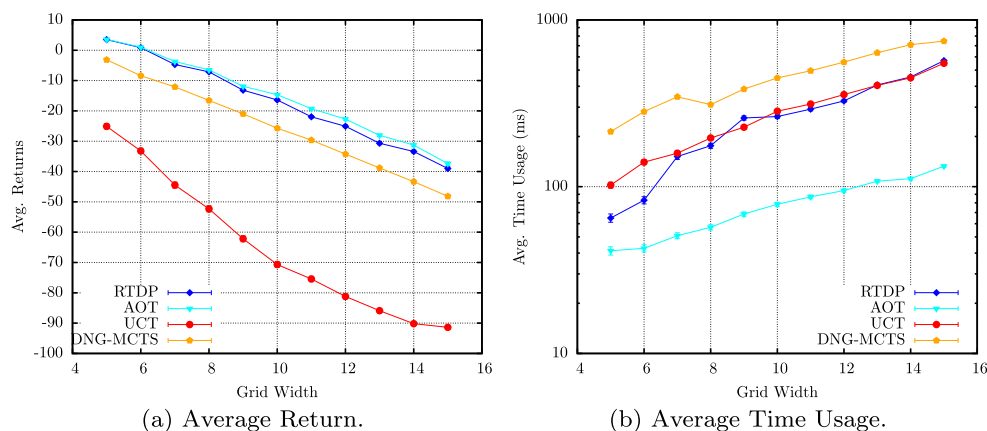 10
0
-10
-20
-30
-40
-50
-60
-70
-80
-90
-100
Avg. Returns
RTDP
AOT
UCT
DNG-MCTS
4 6 8 10 12 14 16
Grid Width
(a) Average Return.
1000
100
10
Avg. Time Usage (ms)
RTDP
AOT
UCT
DNG-MCTS
4 6 8 10 12 14 16
Grid Width
(b) Average Time Usage.